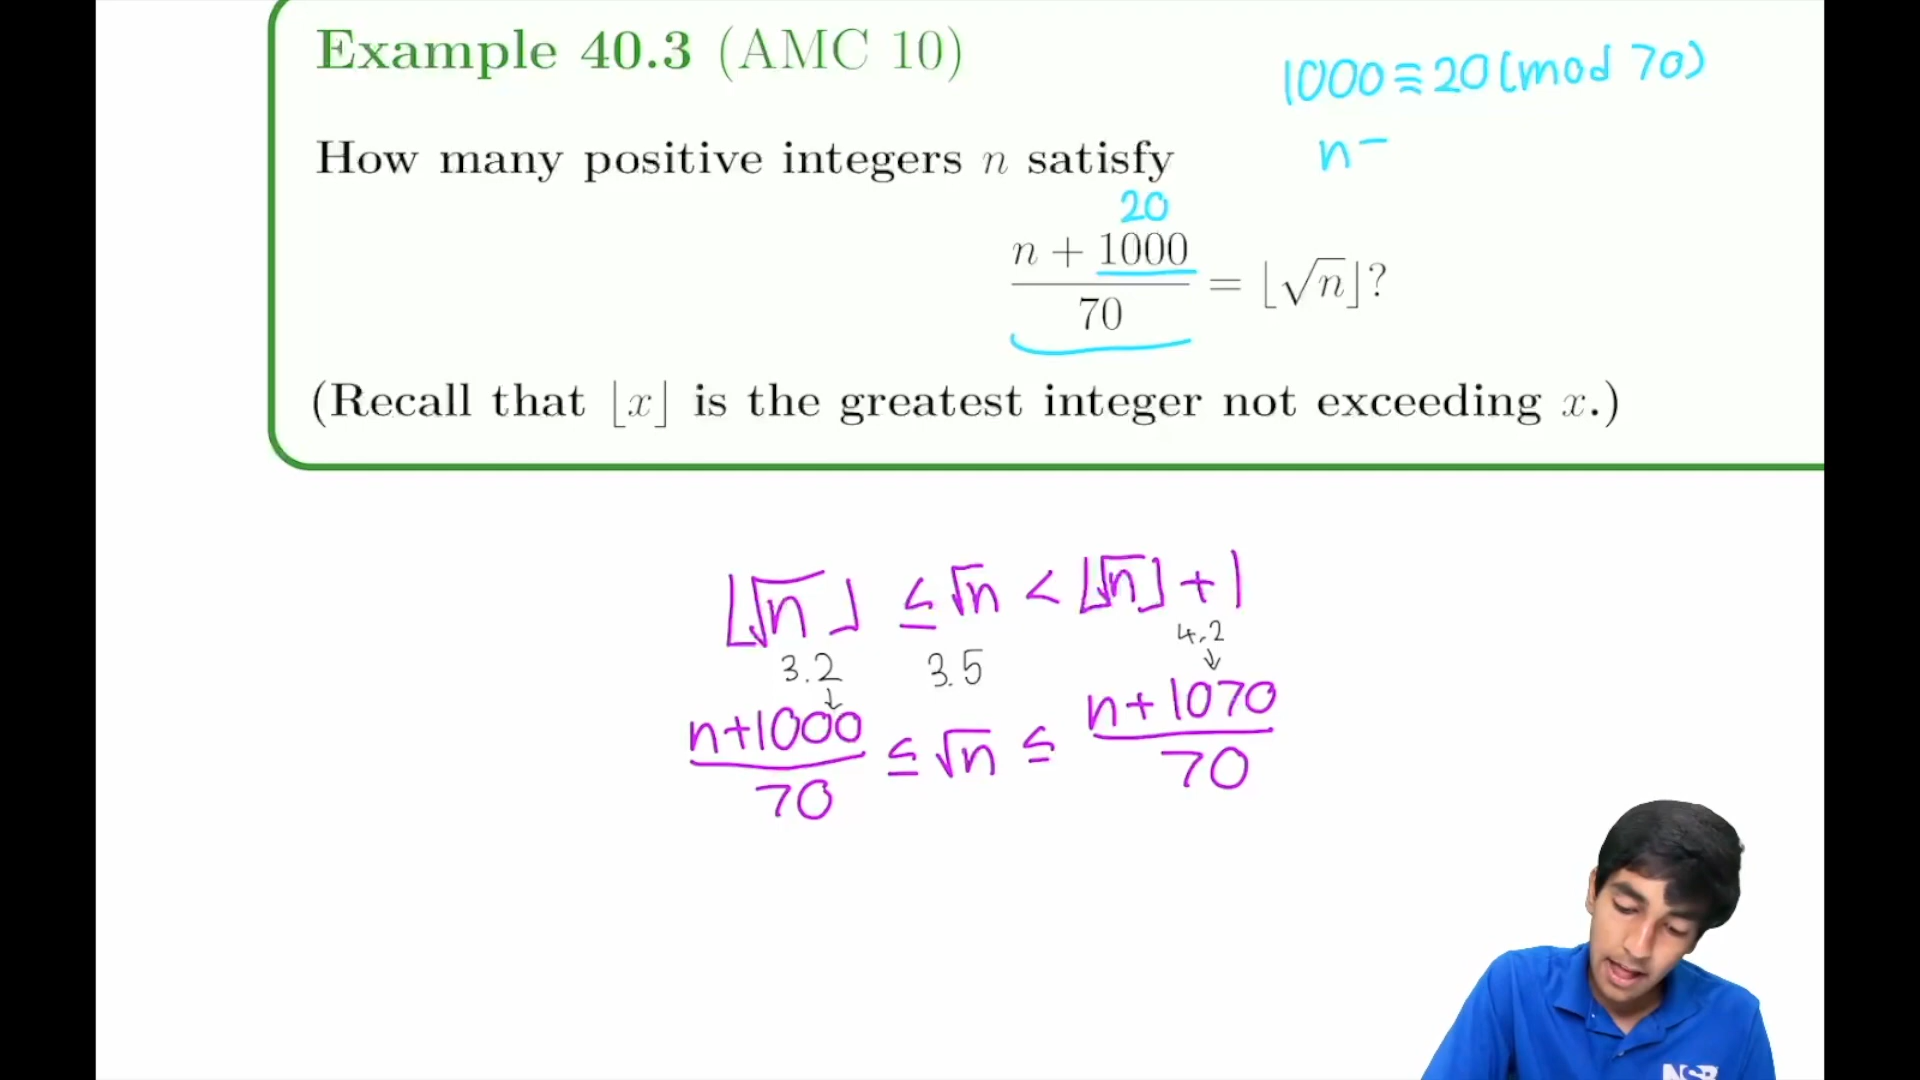 Example 40.3 (AMC 10)
1000 ≡ 20 (mod 70)
How many positive integers n satisfy
n −
20
n + 1000
70
= ⌊√n⌋?
(Recall that ⌊x⌋ is the greatest integer not exceeding x.)
⌊√n⌋ ≤ √n < ⌊√n⌋ + 1
3.2 3.5 4.2
↓ ↓
n+1000/70 ≤ √n ≤ n+1070/70